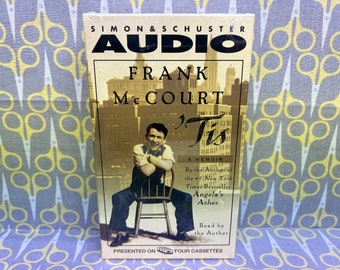 SIMON & SCHUSTER
AUDIO
FRANK
McCOURT
'Tis
A MEMOIR
By the Author of
the #1 New York
Times Bestseller
Angela's
Ashes
Read by
the Author
PRESENTED ON FOUR CASSETTES